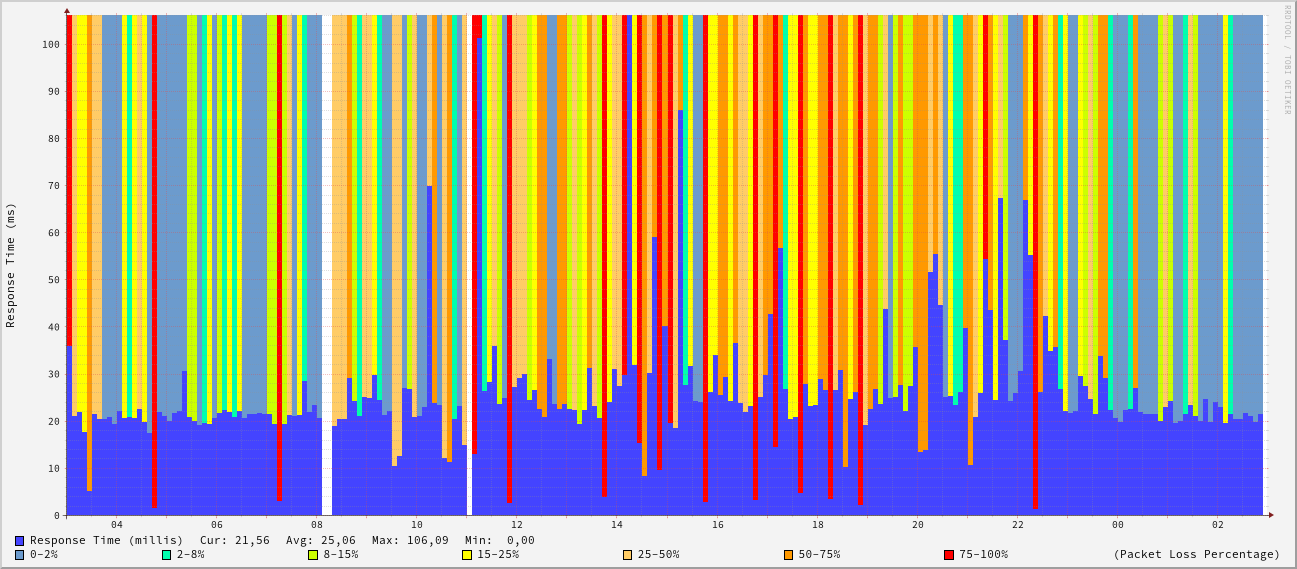 RRDTOOL / TOBI OETIKER
Response Time (ms)
100
90
80
70
60
50
40
30
20
10
0
04 06 08 10 12 14 16 18 20 22 00 02
Response Time (millis) Cur: 21,56 Avg: 25,06 Max: 106,09 Min: 0,00
0-2% 2-8% 8-15% 15-25% 25-50% 50-75% 75-100% (Packet Loss Percentage)